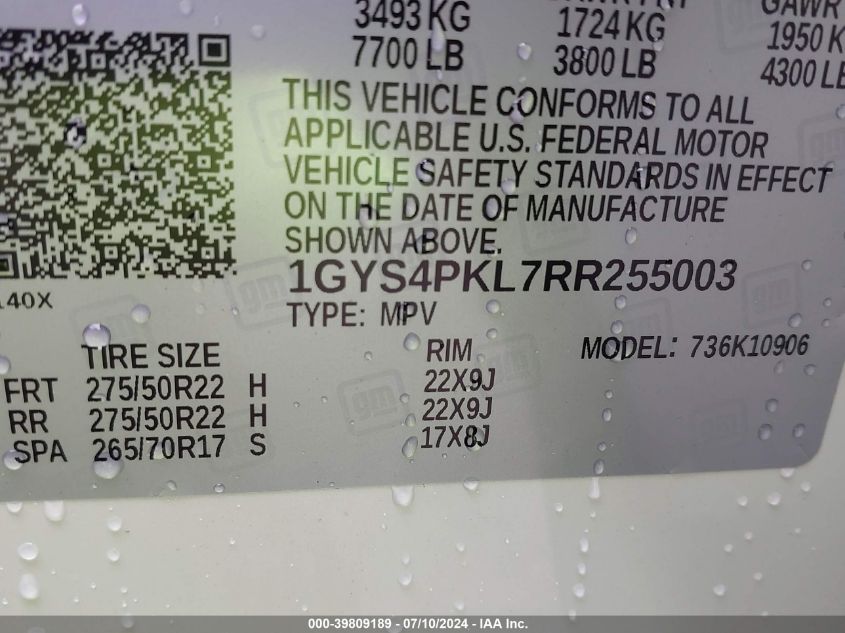 3493 KG 1724 KG 1950 K
7700 LB 3800 LB 4300 LB
THIS VEHICLE CONFORMS TO ALL
APPLICABLE U.S. FEDERAL MOTOR
VEHICLE SAFETY STANDARDS IN EFFECT
ON THE DATE OF MANUFACTURE
SHOWN ABOVE.
1GYS4PKL7RR255003
140X
TYPE: MPV
TIRE SIZE RIM MODEL: 736K10906
FRT 275/50R22 H 22X9J
RR 275/50R22 H 22X9J
SPA 265/70R17 S 17X8J
000-39809189 - 07/10/2024 - IAA Inc.